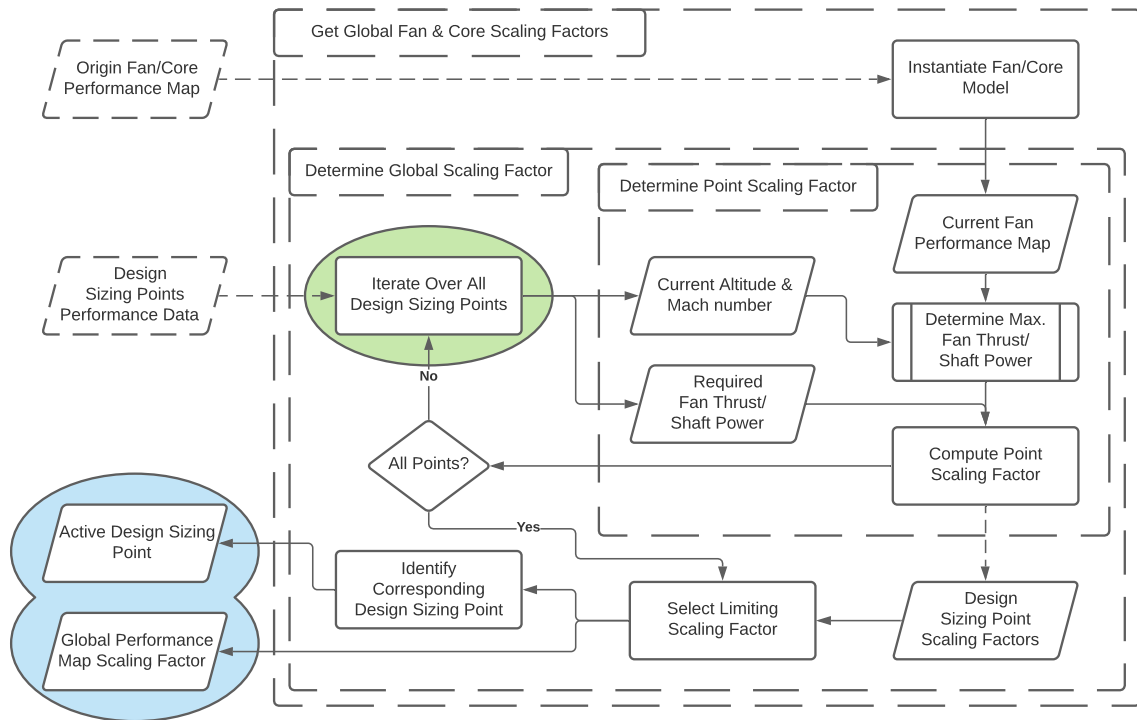 Get Global Fan & Core Scaling Factors
Origin Fan/Core
Performance Map
Instantiate Fan/Core
Model
Determine Global Scaling Factor
Determine Point Scaling Factor
Current Fan
Performance Map
Design
Sizing Points
Performance Data
Iterate Over All
Design Sizing Points
Current Altitude &
Mach number
Determine Max.
Fan Thrust/
Shaft Power
No
Required
Fan Thrust/
Shaft Power
All Points?
Compute Point
Scaling Factor
Yes
Active Design Sizing
Point
Identify
Corresponding
Design Sizing Point
Select Limiting
Scaling Factor
Design
Sizing Point
Scaling Factors
Global Performance
Map Scaling Factor